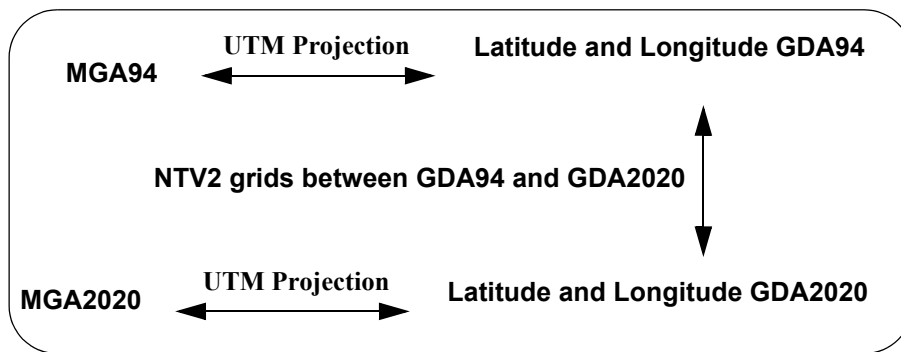 UTM Projection
Latitude and Longitude GDA94
MGA94
NTV2 grids between GDA94 and GDA2020
UTM Projection
Latitude and Longitude GDA2020
MGA2020